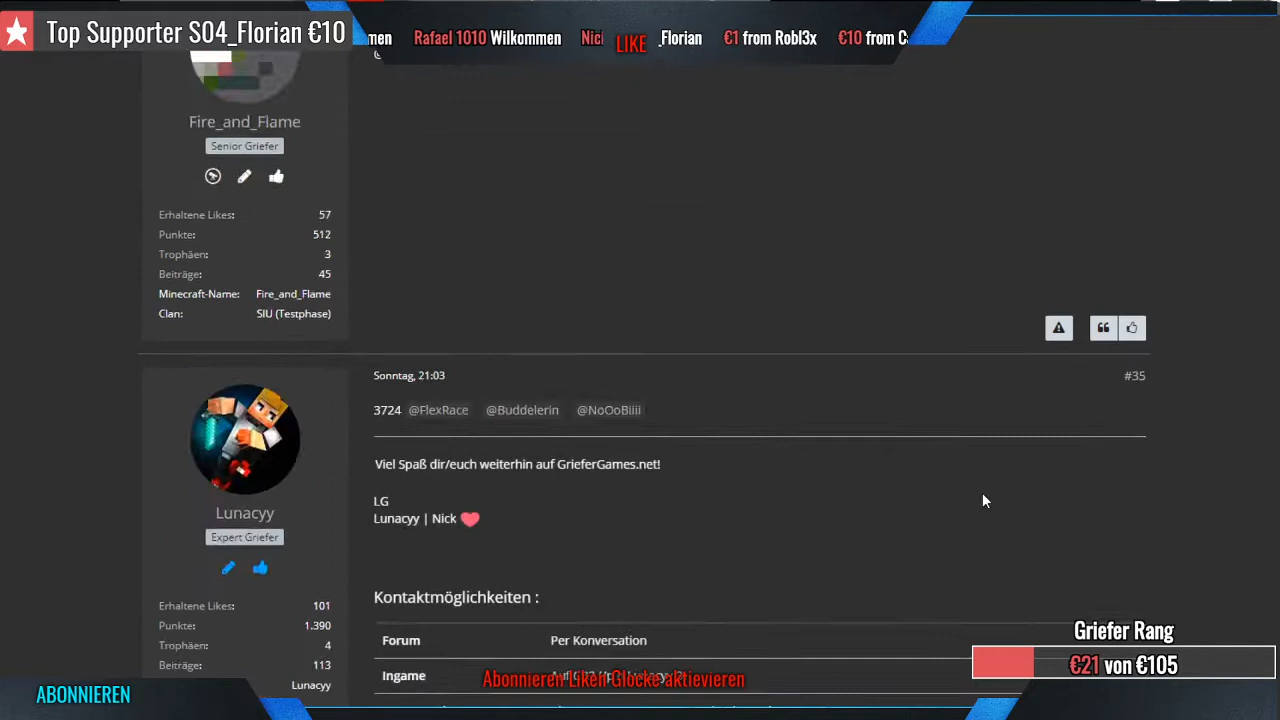 Top Supporter S04_Florian €10
men Rafael 1010 Wilkommen Nici LIKE _Florian €1 from Robl3x €10 from C
Fire_and_Flame
Senior Griefer
Erhaltene Likes: 57
Punkte: 512
Trophäen: 3
Beiträge: 45
Minecraft-Name: Fire_and_Flame
Clan: SIU (Testphase)
Sonntag, 21:03 #35
3724 @FlexRace @Buddelerin @NoOoBiiii
Viel Spaß dir/euch weiterhin auf GrieferGames.net!
LG
Lunacyy | Nick
Lunacyy
Expert Griefer
Erhaltene Likes: 101
Punkte: 1.390
Trophäen: 4
Beiträge: 113
Lunacyy
Kontaktmöglichkeiten :
Forum Per Konversation
Ingame
Griefer Rang
€21 von €105
Abonnieren Liken Glocke aktievieren
ABONNIEREN